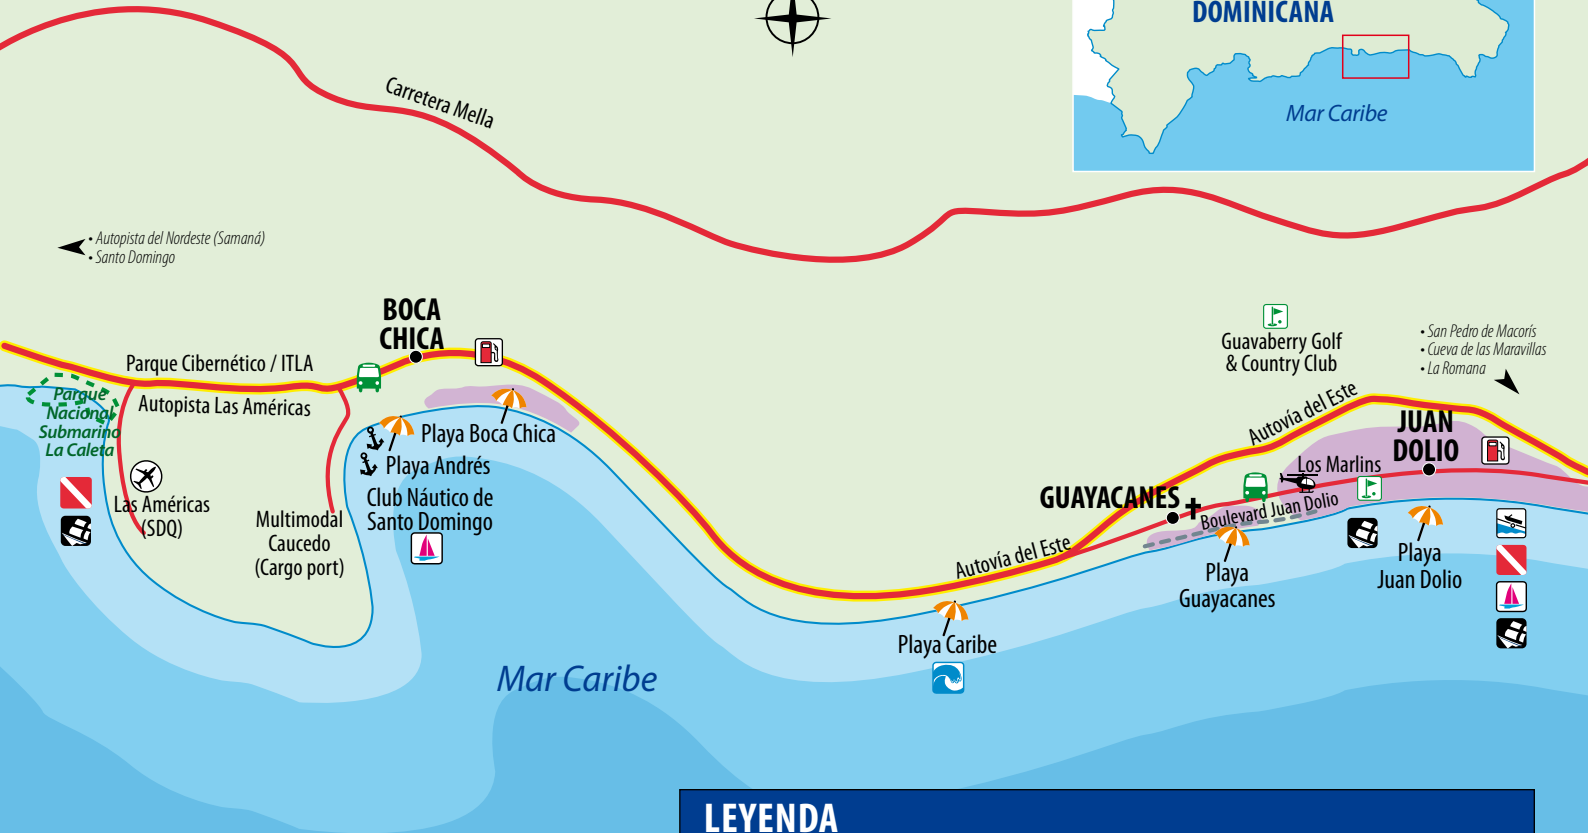 DOMINICANA
Mar Caribe
Carretera Mella
• Autopista del Nordeste (Samaná)
• Santo Domingo
BOCA
CHICA
Parque Cibernético / ITLA
Autopista Las Américas
Parque
Nacional
Submarino
La Caleta
Las Américas
(SDQ)
Multimodal
Caucedo
(Cargo port)
Playa Boca Chica
Playa Andrés
Club Náutico de
Santo Domingo
Guavaberry Golf
& Country Club
• San Pedro de Macorís
• Cueva de las Maravillas
• La Romana
Autovía del Este
JUAN
DOLIO
Los Marlins
GUAYACANES
Boulevard Juan Dolio
Autovía del Este
Playa
Guayacanes
Playa
Juan Dolio
Playa Caribe
Mar Caribe
LEYENDA